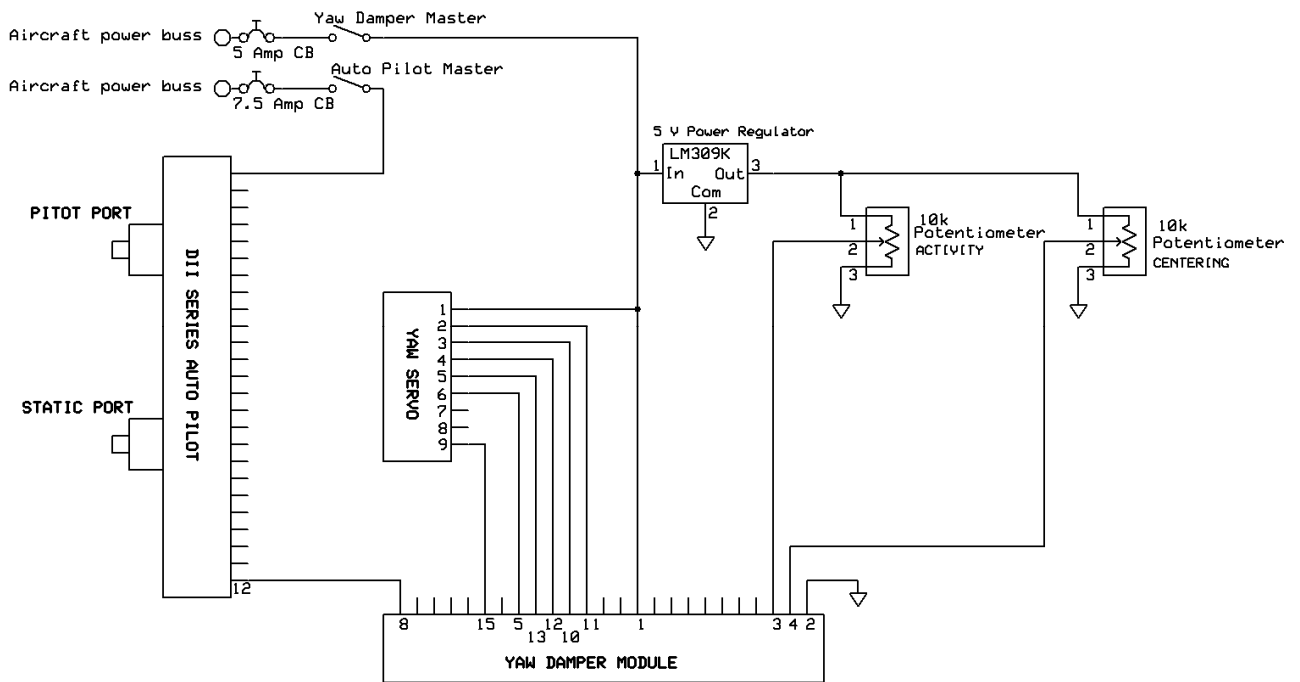 Yaw Damper Master
Aircraft power buss
5 Amp CB
Auto Pilot Master
Aircraft power buss
7.5 Amp CB
5 V Power Regulator
LM309K
1
In
Out
3
Com
2
PITOT PORT
STATIC PORT
DII SERIES AUTO PILOT
12
1
2
3
10k
Potentiometer
ACTIVITY
1
2
3
10k
Potentiometer
CENTERING
YAW SERVO
1
2
3
4
5
6
7
8
9
8
15
5
13
12
10
11
1
3
4
2
YAW DAMPER MODULE